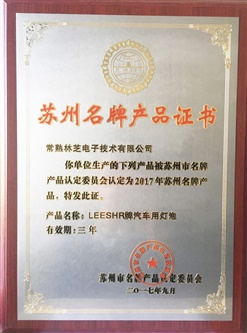 苏州名牌产品证书
常熟林芝电子技术有限公司
你单位生产的下列产品被苏州市名牌
产品认定委员会认定为2017年苏州名牌产
品，特发此证。
产品名称：LEESHR牌汽车用灯炮
有效期：三年
苏州市名牌产品认定委员会
二〇一七年九月